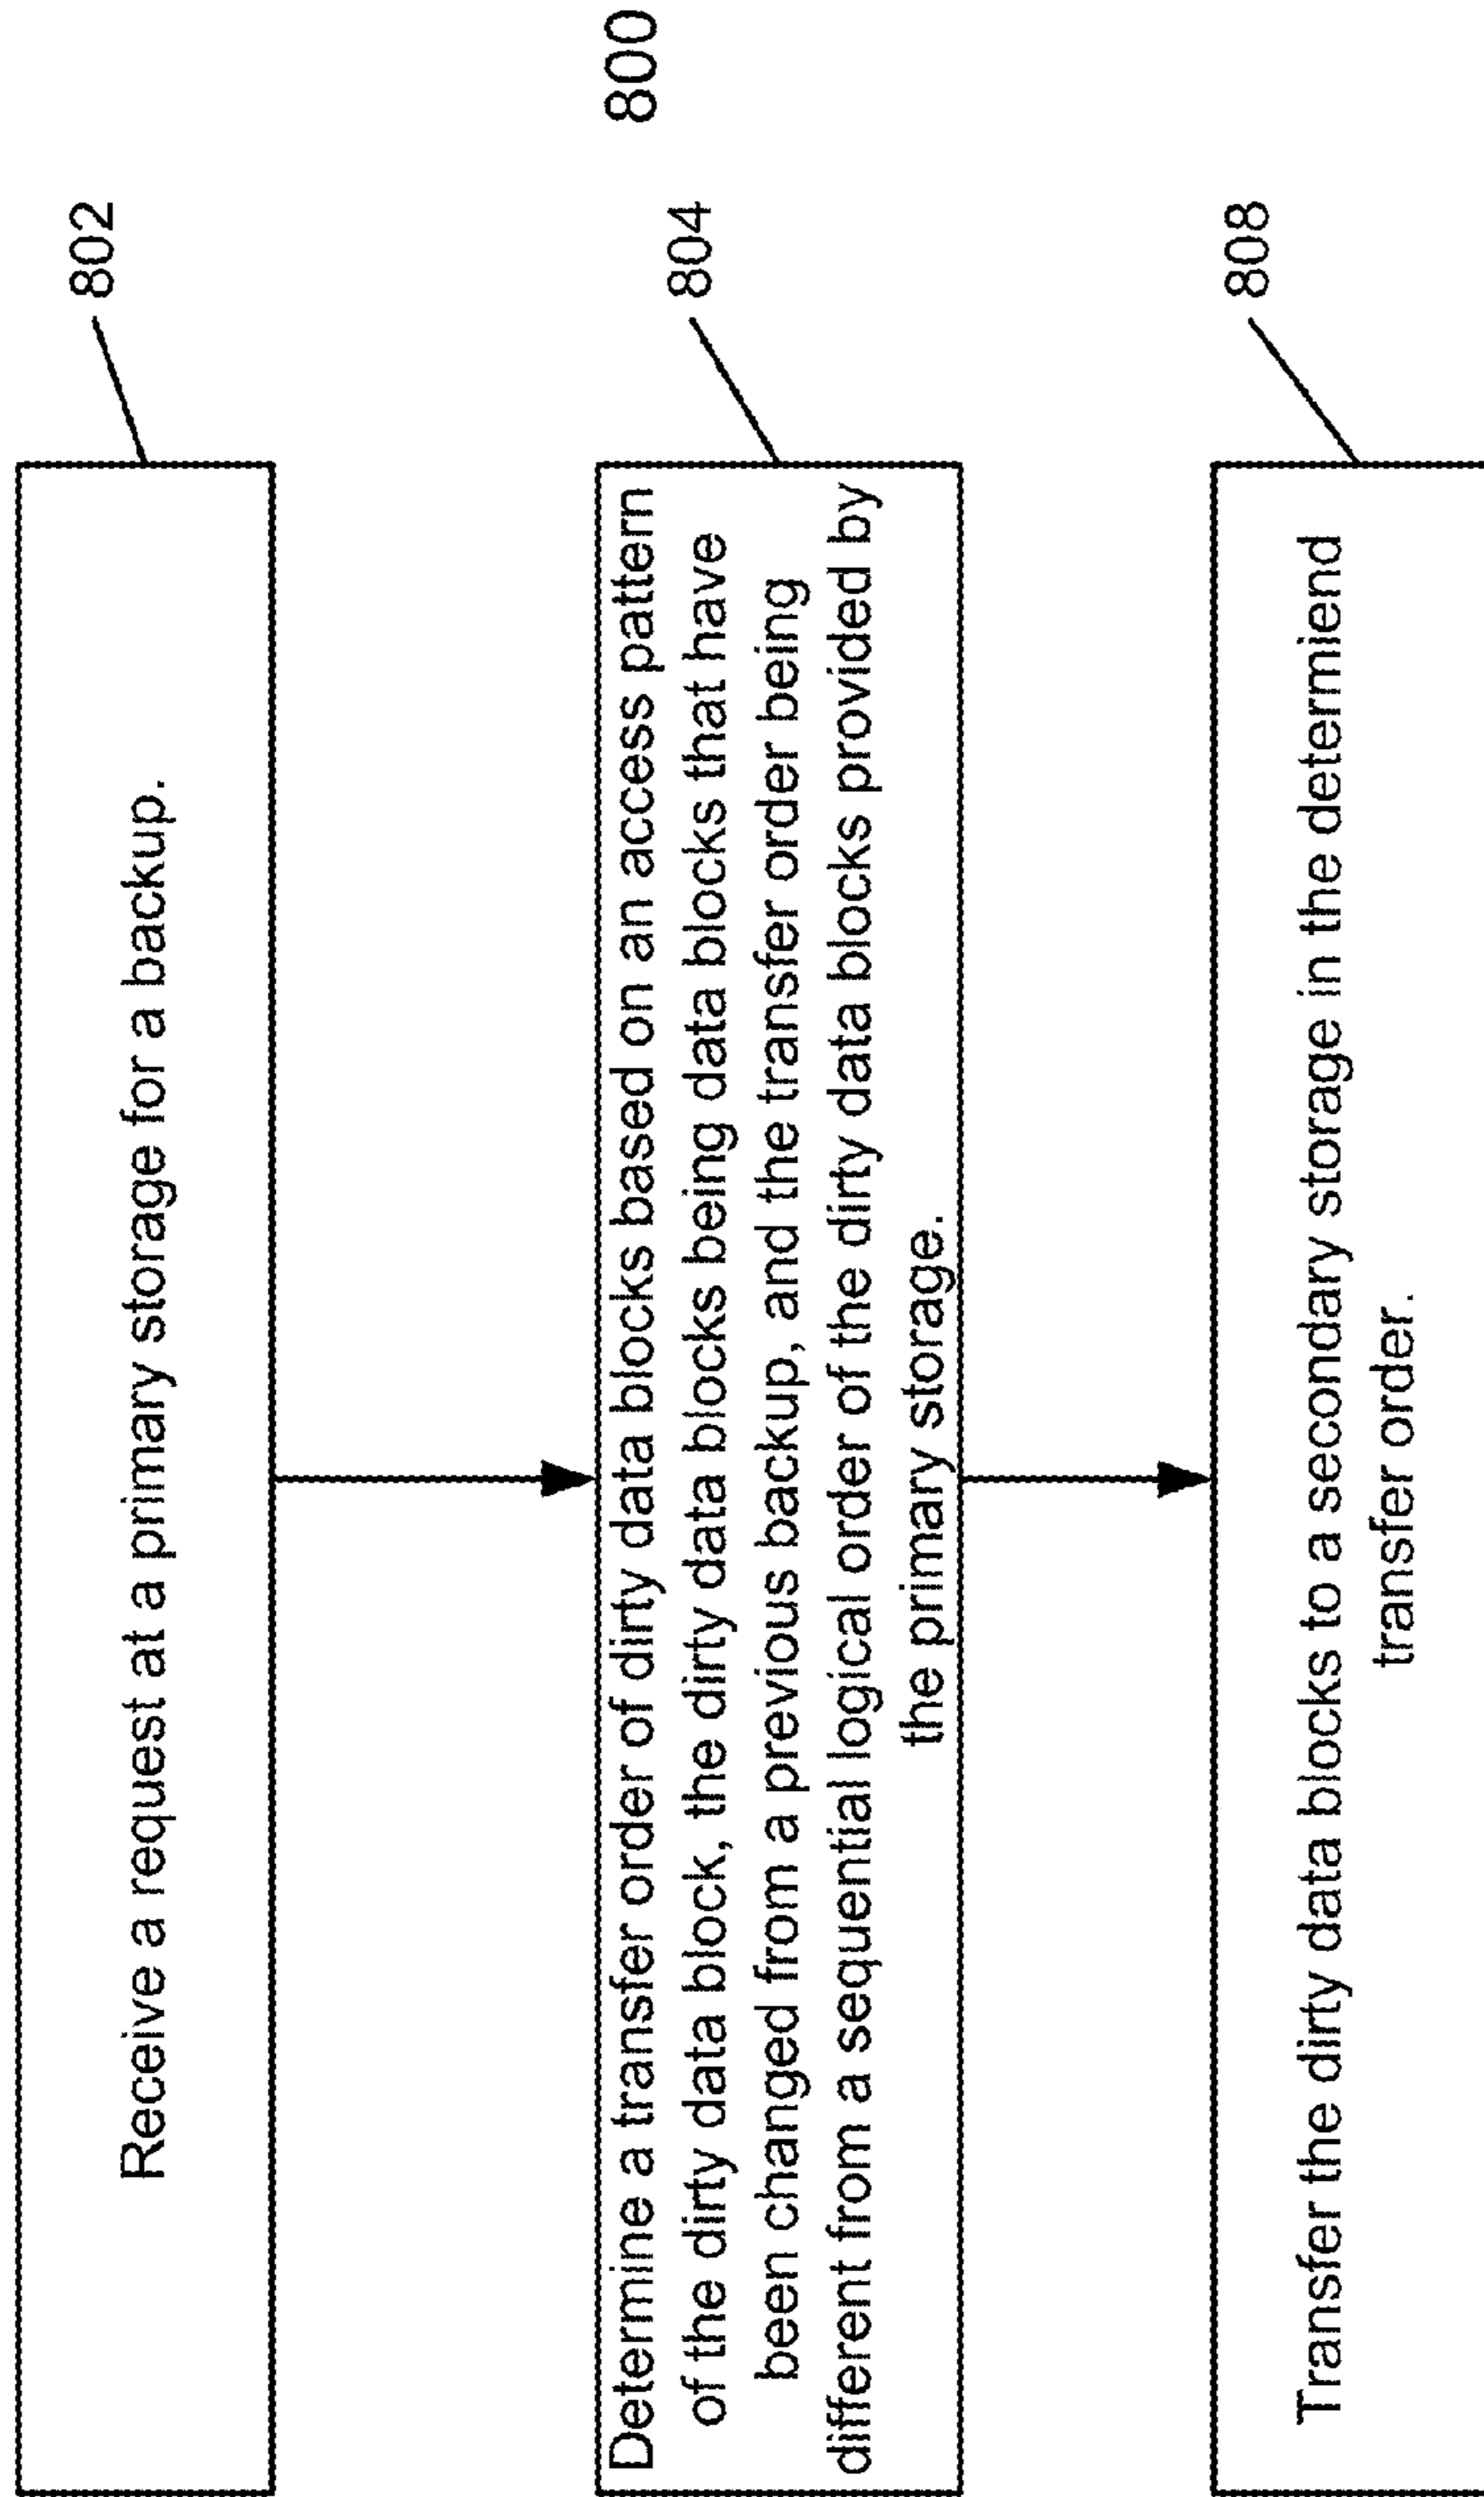 800
802
Receive a request at a primary storage for a backup.
804
Determine a transfer order of dirty data blocks based on an access pattern
of the dirty data block, the dirty data blocks being data blocks that have
been changed from a previous backup, and the transfer order being
different from a sequential logical order of the dirty data blocks provided by
the primary storage.
808
Transfer the dirty data blocks to a secondary storage in the determiend
transfer order.